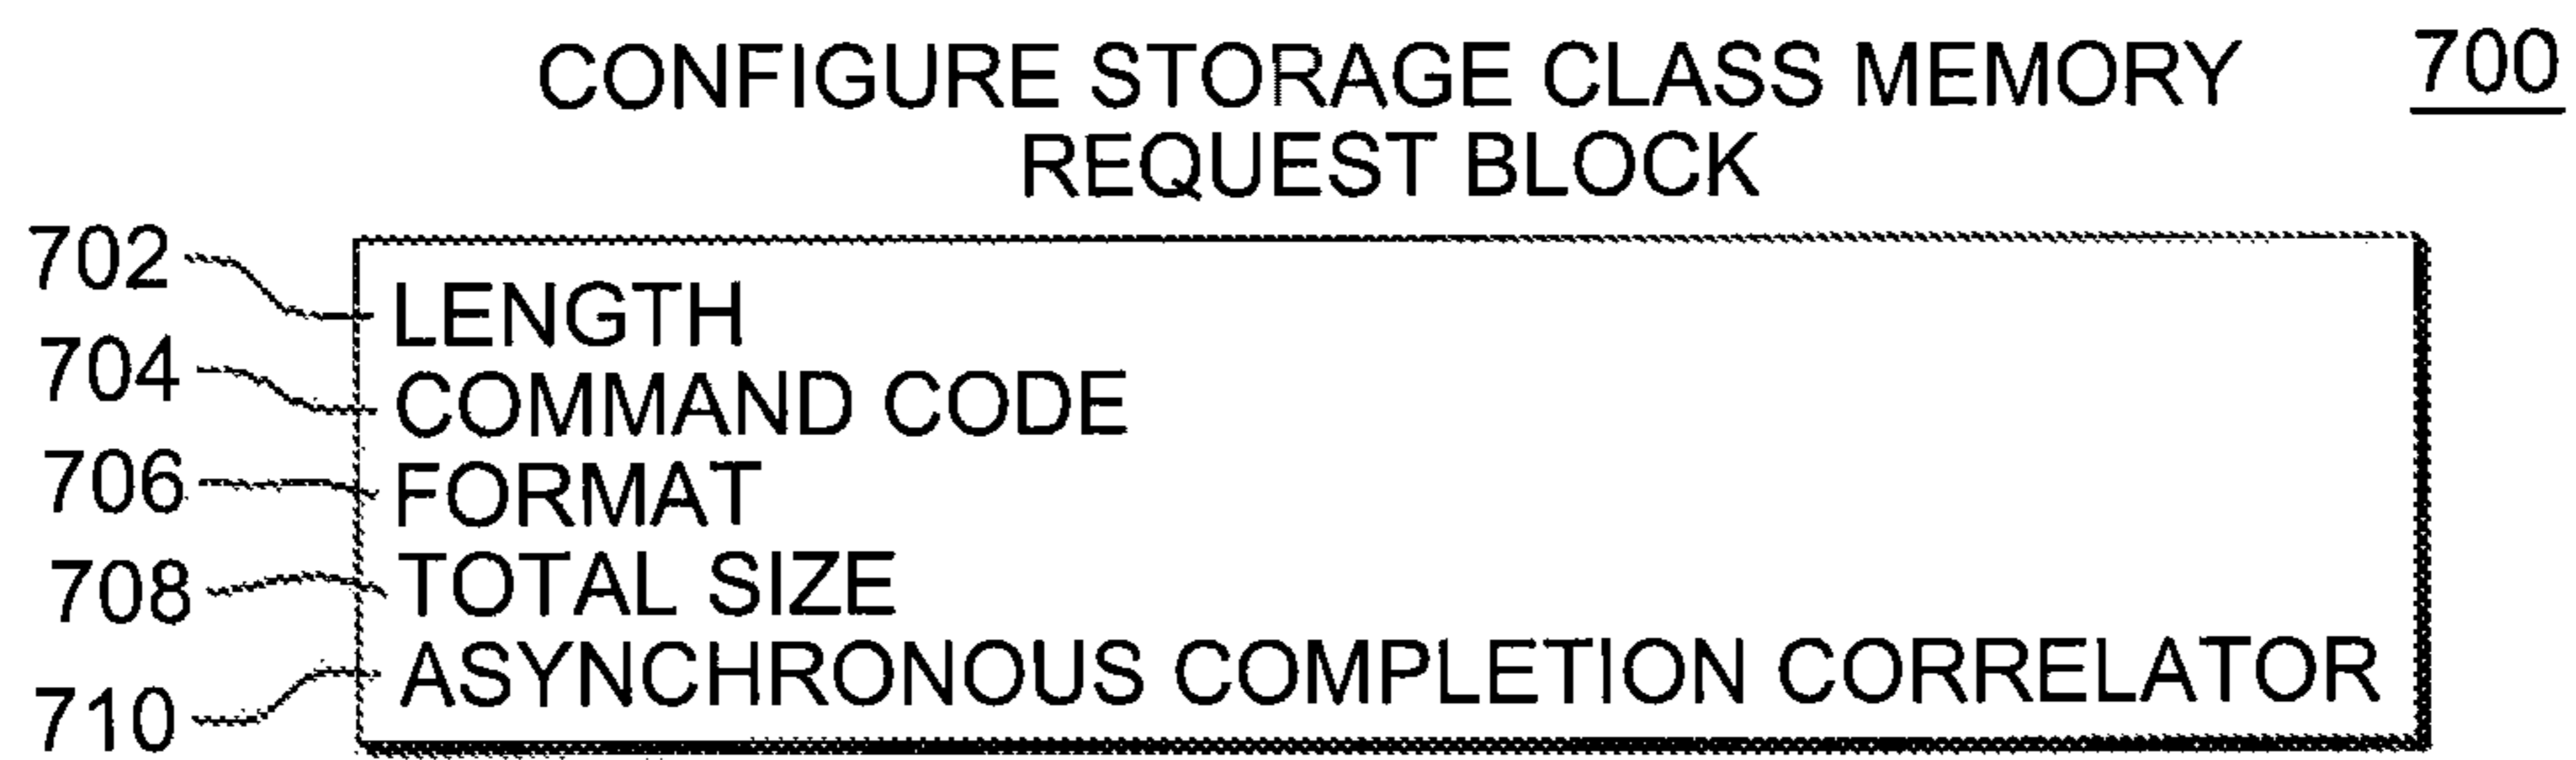 CONFIGURE STORAGE CLASS MEMORY 700
REQUEST BLOCK
702 LENGTH
704 COMMAND CODE
706 FORMAT
708 TOTAL SIZE
710 ASYNCHRONOUS COMPLETION CORRELATOR